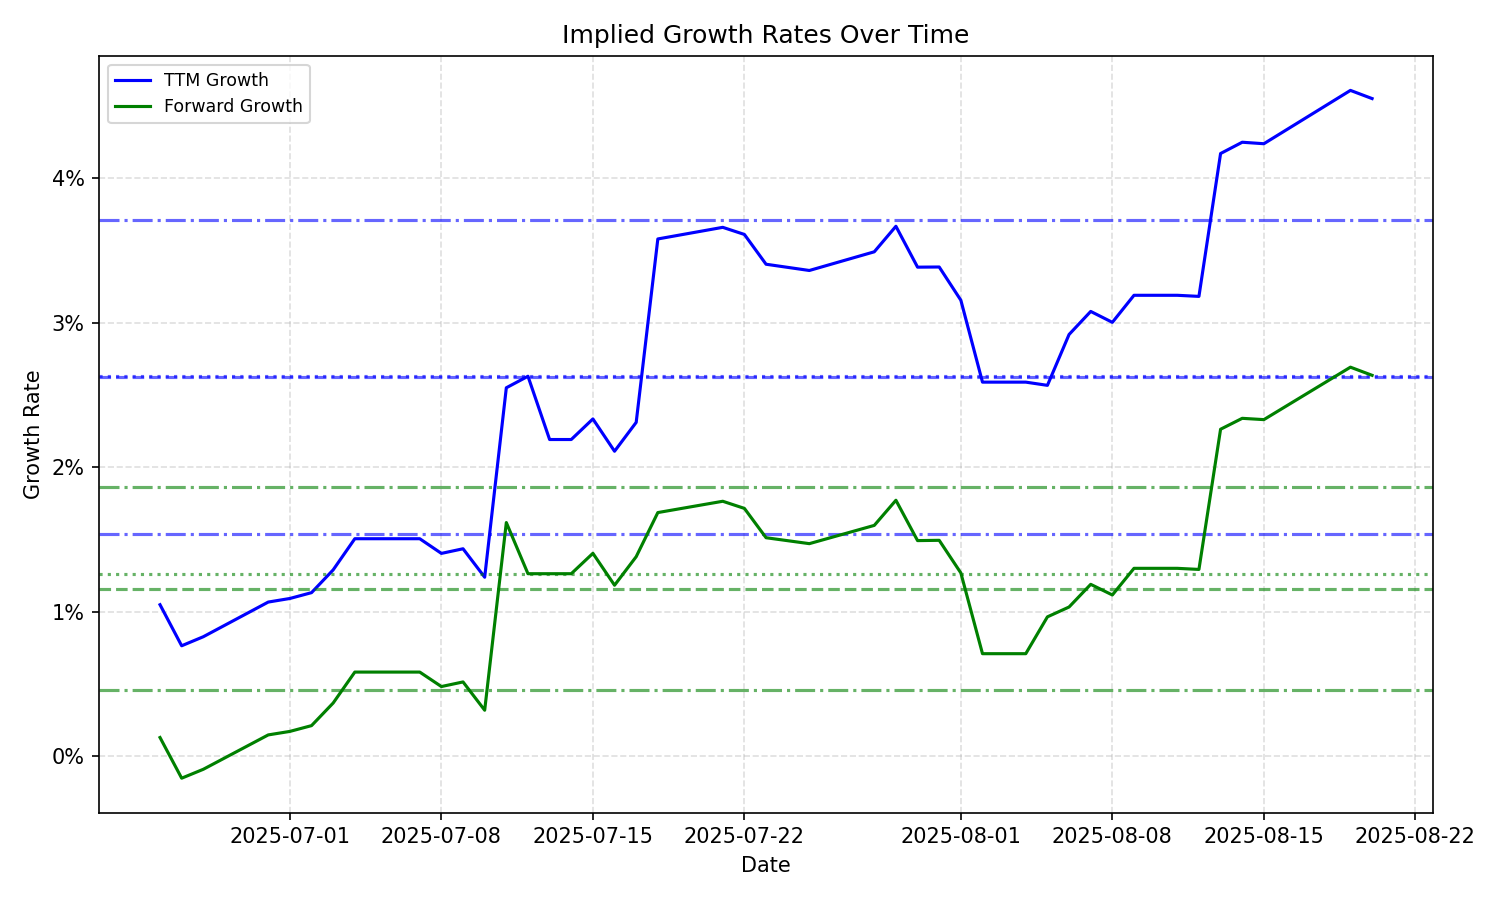 Implied Growth Rates Over Time
TTM Growth
Forward Growth
4%
3%
2%
1%
0%
Growth Rate
2025-07-01
2025-07-08
2025-07-15
2025-07-22
2025-08-01
2025-08-08
2025-08-15
2025-08-22
Date